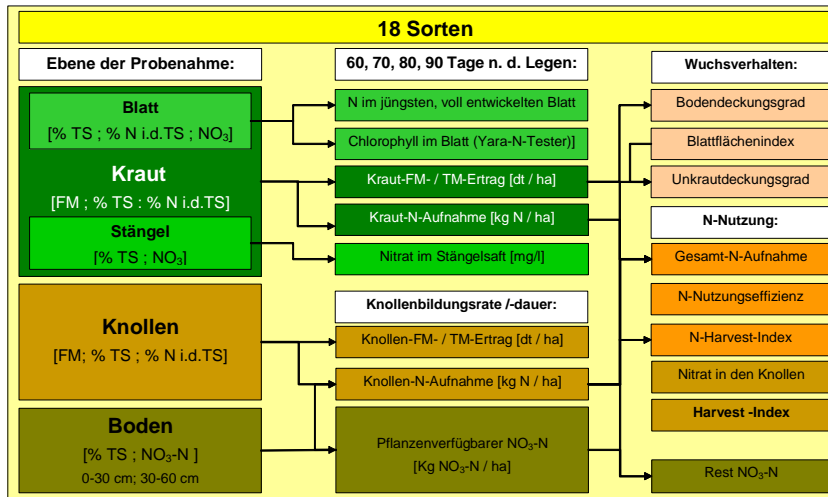 18 Sorten
Ebene der Probenahme:
Blatt
[% TS ; % N i.d.TS ; NO₃]
Kraut
[FM ; % TS : % N i.d.TS]
Stängel
[% TS ; NO₃]
Knollen
[FM; % TS ; % N i.d.TS]
Boden
[% TS ; NO₃-N ]
0-30 cm; 30-60 cm
60, 70, 80, 90 Tage n. d. Legen:
N im jüngsten, voll entwickelten Blatt
Chlorophyll im Blatt (Yara-N-Tester)]
Kraut-FM- / TM-Ertrag [dt / ha]
Kraut-N-Aufnahme [kg N / ha]
Nitrat im Stängelsaft [mg/l]
Knollenbildungsrate /-dauer:
Knollen-FM- / TM-Ertrag [dt / ha]
Knollen-N-Aufnahme [kg N / ha]
Pflanzenverfügbarer NO₃-N
[Kg NO₃-N / ha]
Wuchsverhalten:
Bodendeckungsgrad
Blattflächenindex
Unkrautdeckungsgrad
N-Nutzung:
Gesamt-N-Aufnahme
N-Nutzungseffizienz
N-Harvest-Index
Nitrat in den Knollen
Harvest -Index
Rest NO₃-N